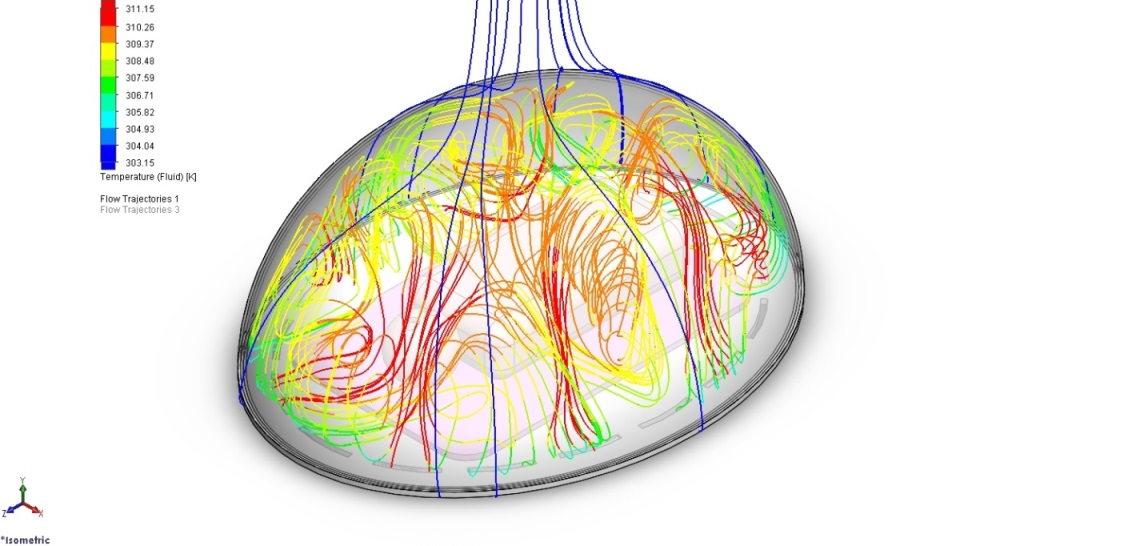 311.15
310.26
309.37
308.48
307.59
306.71
305.82
304.93
304.04
303.15
Temperature (Fluid) [K]
Flow Trajectories 1
Flow Trajectories 3
Y
Z
X
*Isometric